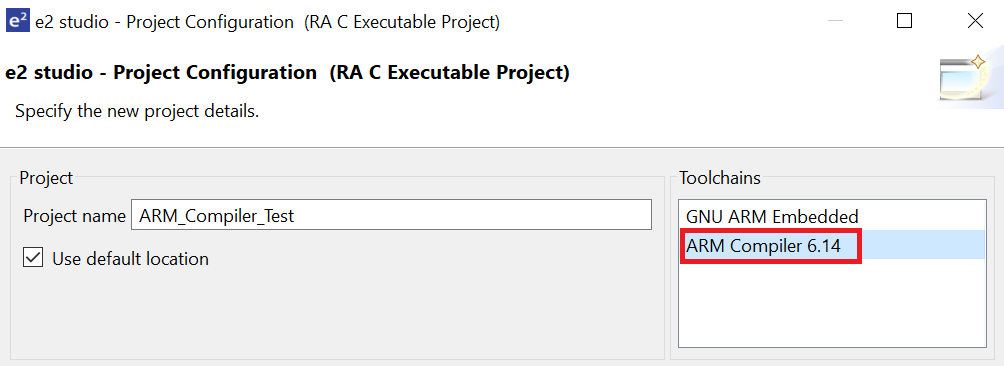 e² e2 studio - Project Configuration (RA C Executable Project)
e2 studio - Project Configuration (RA C Executable Project)
Specify the new project details.
Project
Project name ARM_Compiler_Test
Use default location
Toolchains
GNU ARM Embedded
ARM Compiler 6.14